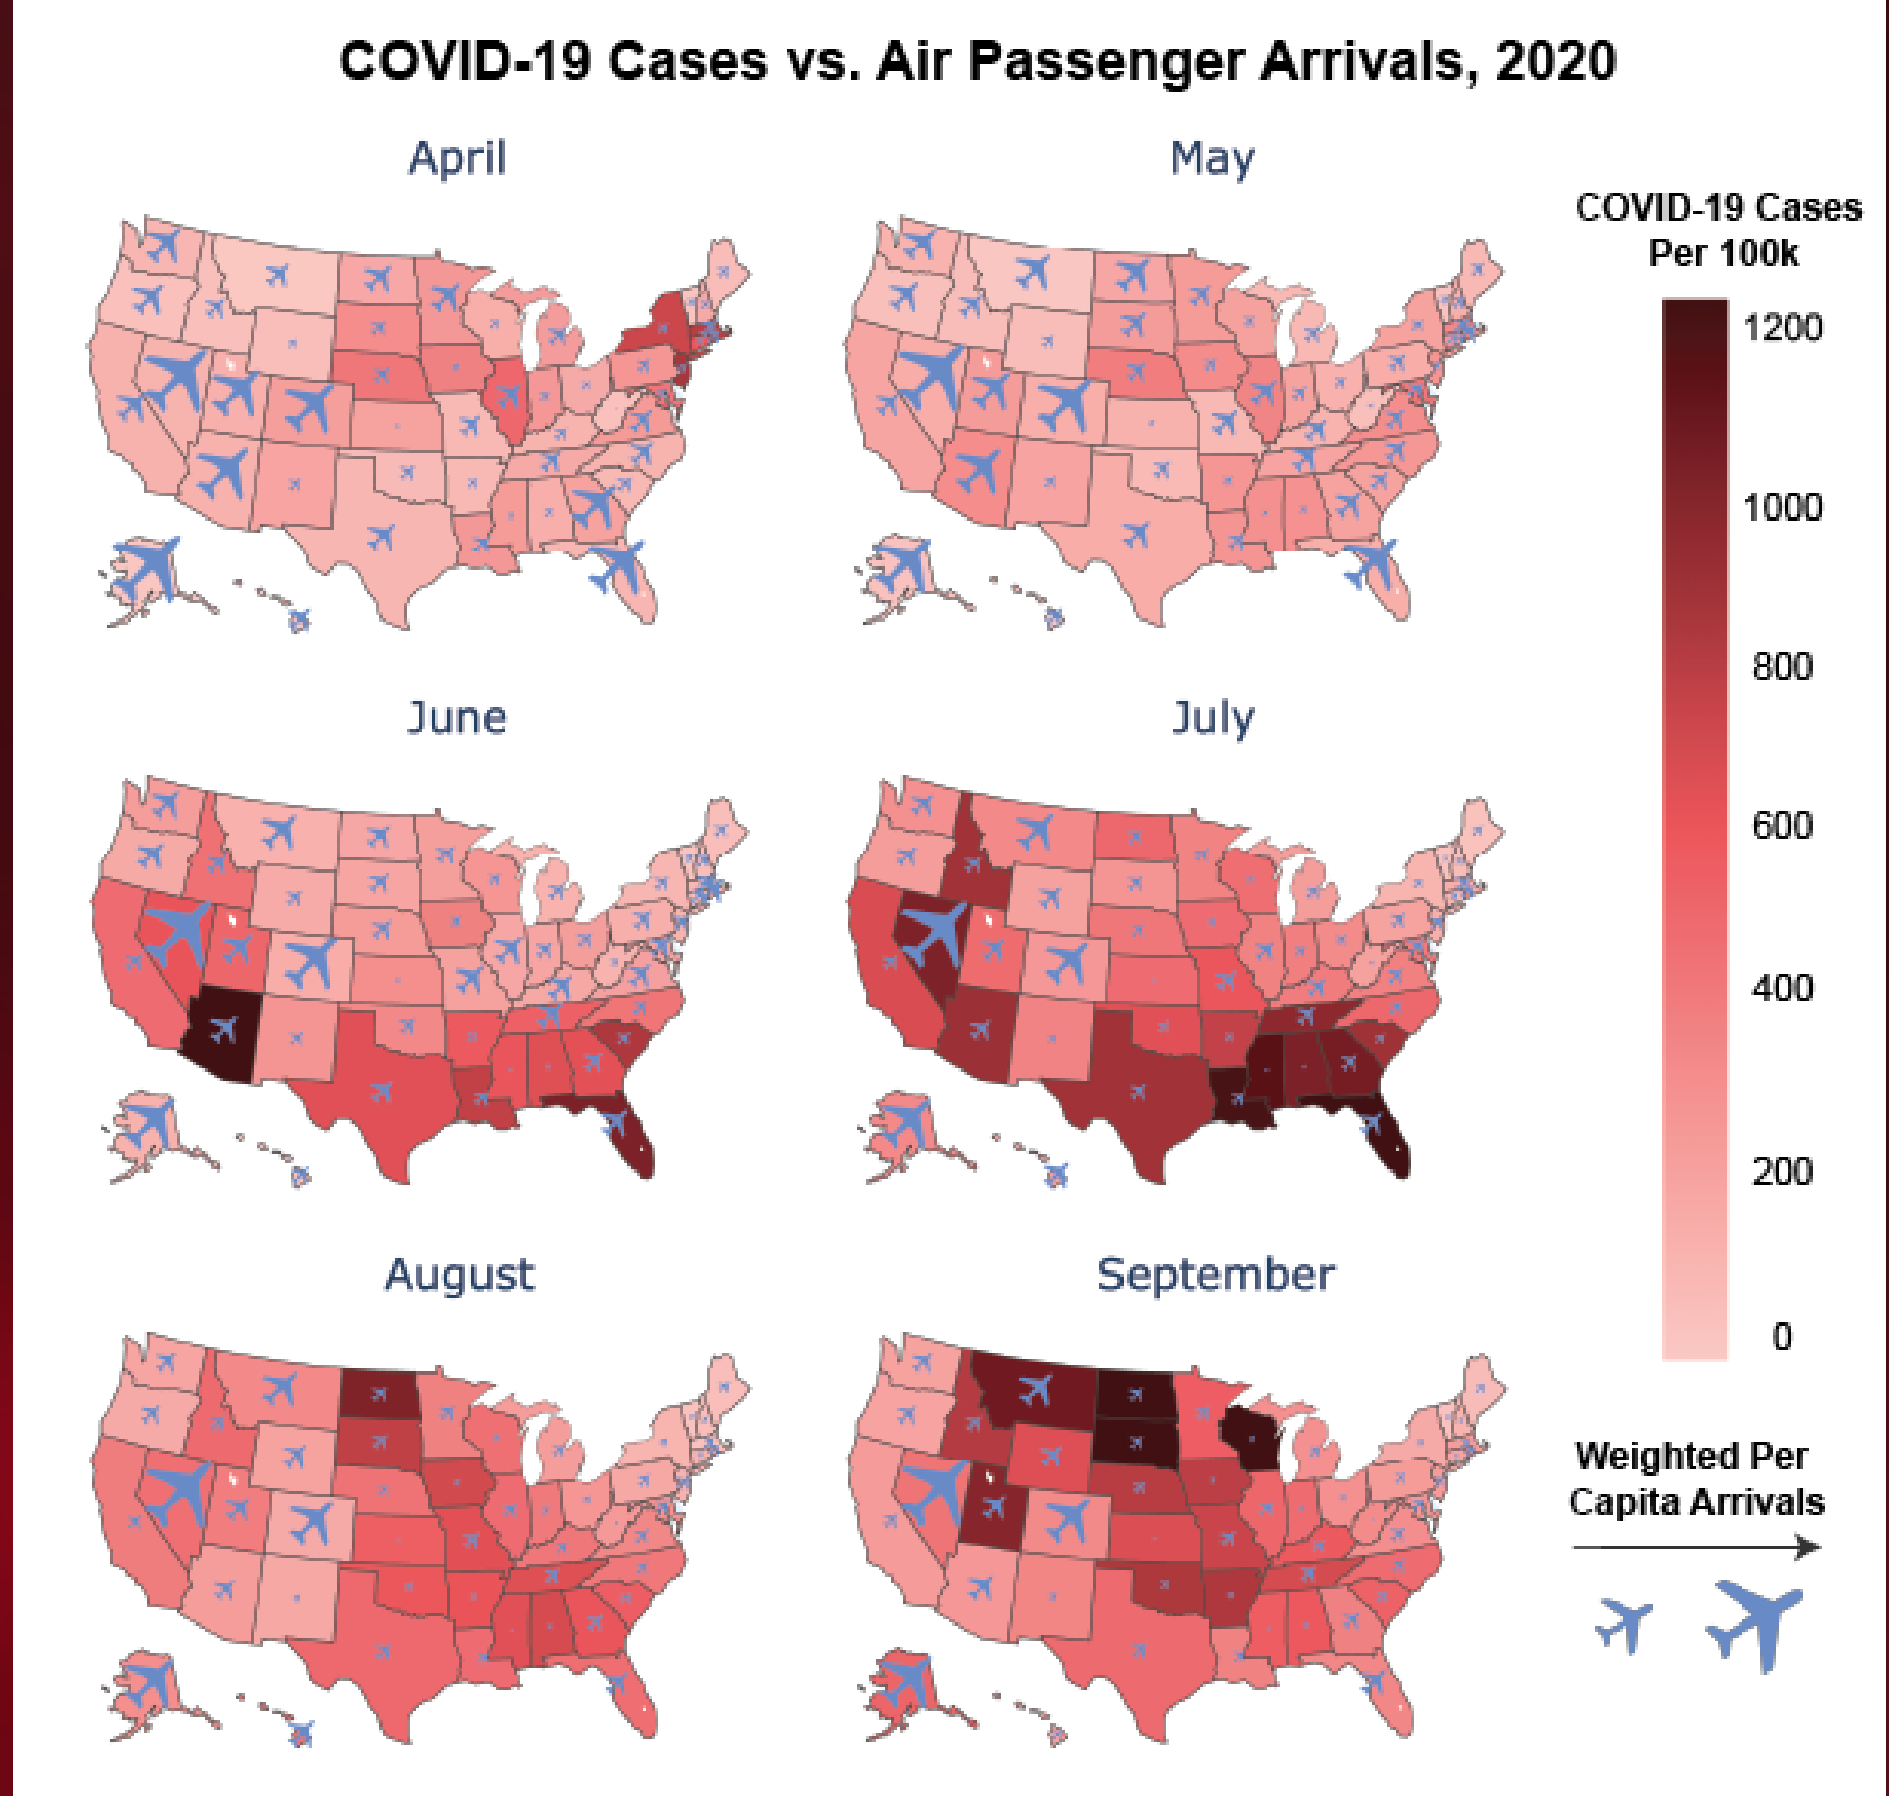 COVID-19 Cases vs. Air Passenger Arrivals, 2020
April
May
COVID-19 Cases
Per 100k
1200
1000
800
600
400
200
0
June
July
August
September
Weighted Per
Capita Arrivals